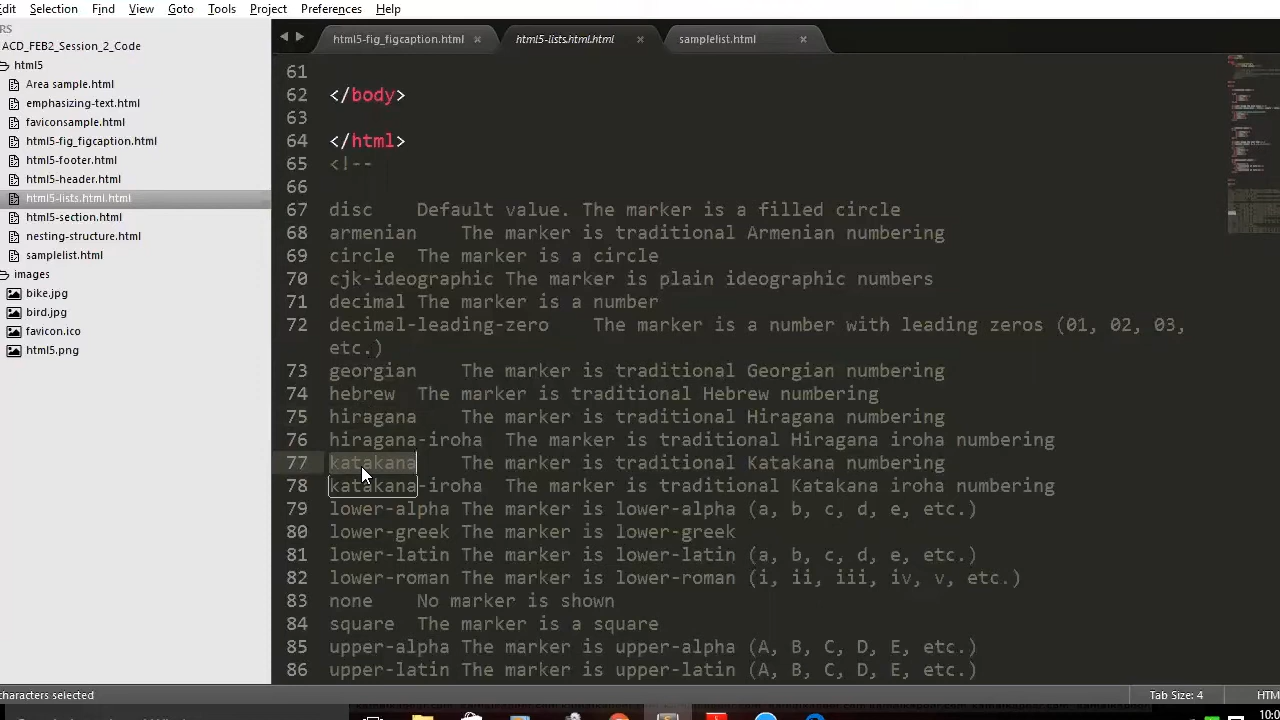 Edit Selection Find View Goto Tools Project Preferences Help
RS
ACD_FEB2_Session_2_Code
html5
Area sample.html
emphasizing-text.html
faviconsample.html
html5-fig_figcaption.html
html5-footer.html
html5-header.html
html5-lists.html.html
html5-section.html
nesting-structure.html
samplelist.html
images
bike.jpg
bird.jpg
favicon.ico
html5.png
html5-fig_figcaption.html × html5-lists.html.html × samplelist.html ×
61
62 </body>
63
64 </html>
65 <!--
66
67 disc Default value. The marker is a filled circle
68 armenian The marker is traditional Armenian numbering
69 circle The marker is a circle
70 cjk-ideographic The marker is plain ideographic numbers
71 decimal The marker is a number
72 decimal-leading-zero The marker is a number with leading zeros (01, 02, 03,
etc.)
73 georgian The marker is traditional Georgian numbering
74 hebrew The marker is traditional Hebrew numbering
75 hiragana The marker is traditional Hiragana numbering
76 hiragana-iroha The marker is traditional Hiragana iroha numbering
77 katakana The marker is traditional Katakana numbering
78 katakana-iroha The marker is traditional Katakana iroha numbering
79 lower-alpha The marker is lower-alpha (a, b, c, d, e, etc.)
80 lower-greek The marker is lower-greek
81 lower-latin The marker is lower-latin (a, b, c, d, e, etc.)
82 lower-roman The marker is lower-roman (i, ii, iii, iv, v, etc.)
83 none No marker is shown
84 square The marker is a square
85 upper-alpha The marker is upper-alpha (A, B, C, D, E, etc.)
86 upper-latin The marker is upper-latin (A, B, C, D, E, etc.)
characters selected Tab Size: 4 HTM
10:0